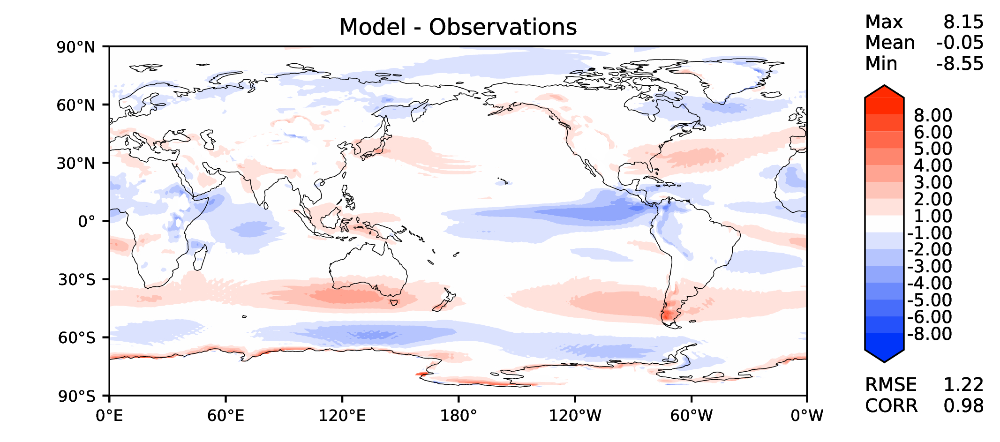 Model - Observations
Max 8.15
Mean -0.05
Min -8.55
90°N
60°N
30°N
0°
30°S
60°S
90°S
0°E 60°E 120°E 180° 120°W 60°W 0°W
8.00
6.00
5.00
4.00
3.00
2.00
1.00
-1.00
-2.00
-3.00
-4.00
-5.00
-6.00
-8.00
RMSE 1.22
CORR 0.98